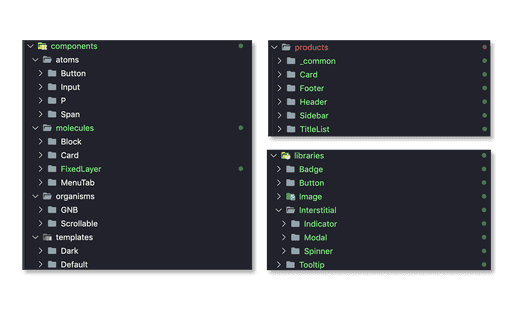 components
atoms
Button
Input
P
Span
molecules
Block
Card
FixedLayer
MenuTab
organisms
GNB
Scrollable
templates
Dark
Default
products
_common
Card
Footer
Header
Sidebar
TitleList
libraries
Badge
Button
Image
Interstitial
Indicator
Modal
Spinner
Tooltip